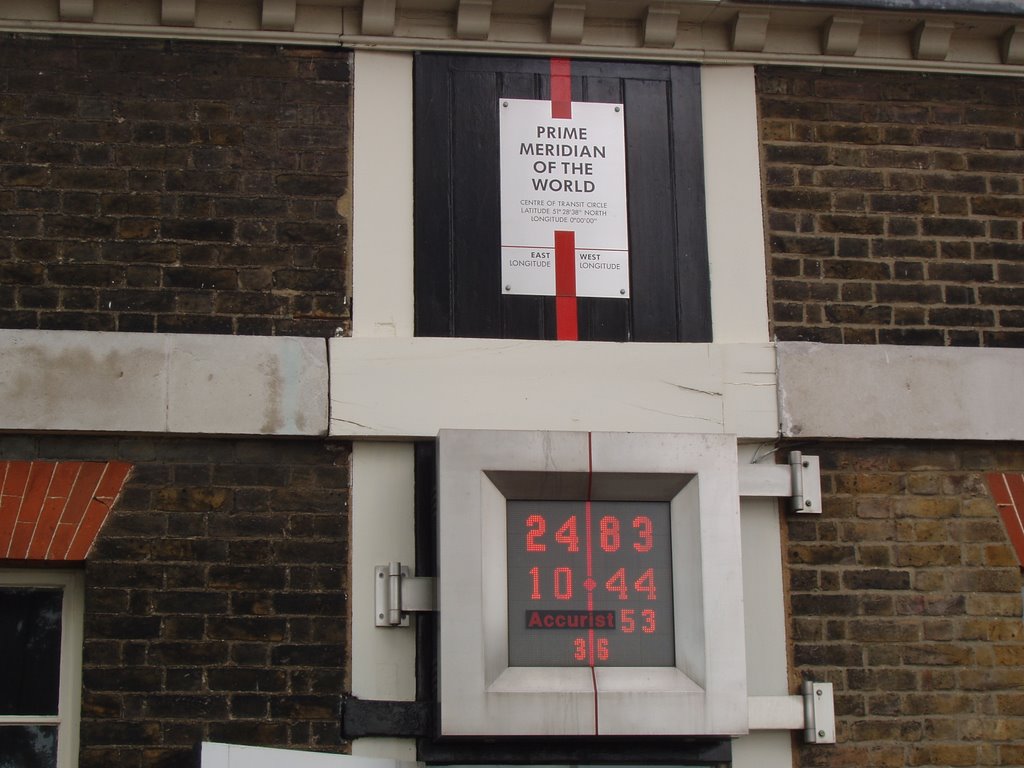 PRIME
MERIDIAN
OF THE
WORLD
CENTRE OF TRANSIT CIRCLE
LATITUDE 51°28'38" NORTH
LONGITUDE 0°00'00"
EAST LONGITUDE
WEST LONGITUDE
24 83
10 44
Accurist 53
36